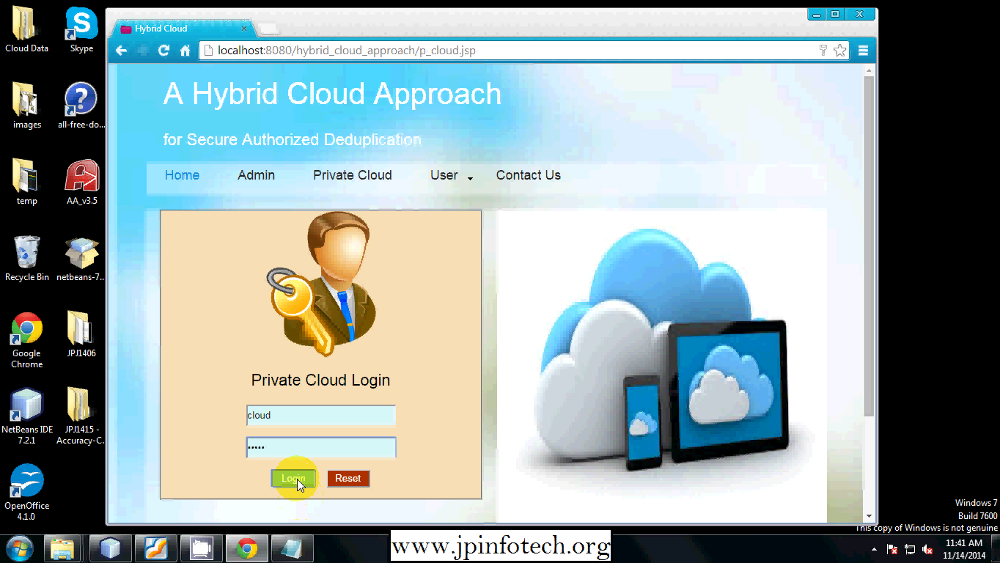 Cloud Data
Skype
images
all-free-do...
temp
AA_v3.5
Recycle Bin
netbeans-7...
Google
Chrome
JPJ1406
NetBeans IDE
7.2.1
JPJ1415 -
Accuracy-C...
OpenOffice
4.1.0
Hybrid Cloud
localhost:8080/hybrid_cloud_approach/p_cloud.jsp
A Hybrid Cloud Approach
for Secure Authorized Deduplication
Home Admin Private Cloud User Contact Us
Private Cloud Login
cloud
•••••
Login Reset
Windows 7
Build 7600
This copy of Windows is not genuine
www.jpinfotech.org
11:41 AM
11/14/2014